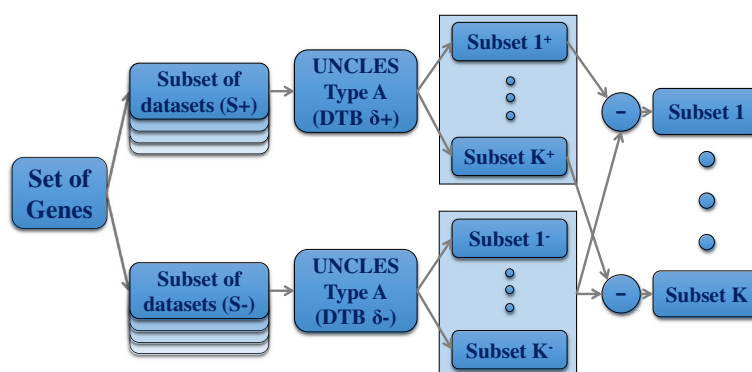 Set of
Genes
Subset of
datasets (S+)
UNCLES
Type A
(DTB δ+)
Subset 1⁺
Subset K⁺
Subset of
datasets (S-)
UNCLES
Type A
(DTB δ-)
Subset 1⁻
Subset K⁻
-
Subset 1
-
Subset K